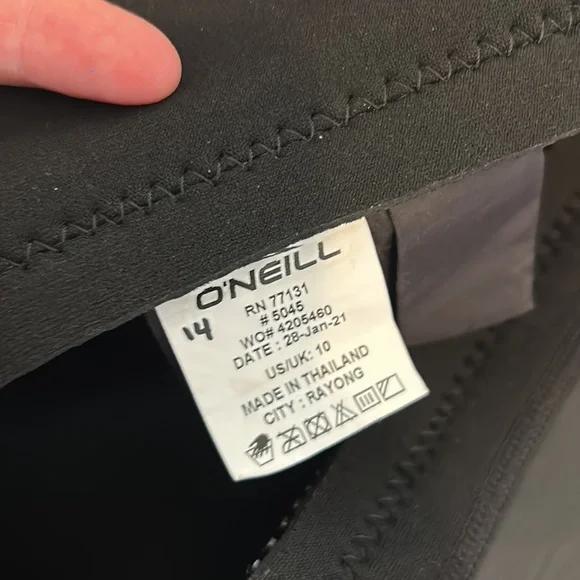 O'NEILL
RN 77131
# 5045
WO# 4205460
DATE : 28-Jan-21
14
US/UK: 10
MADE IN THAILAND
CITY : RAYONG